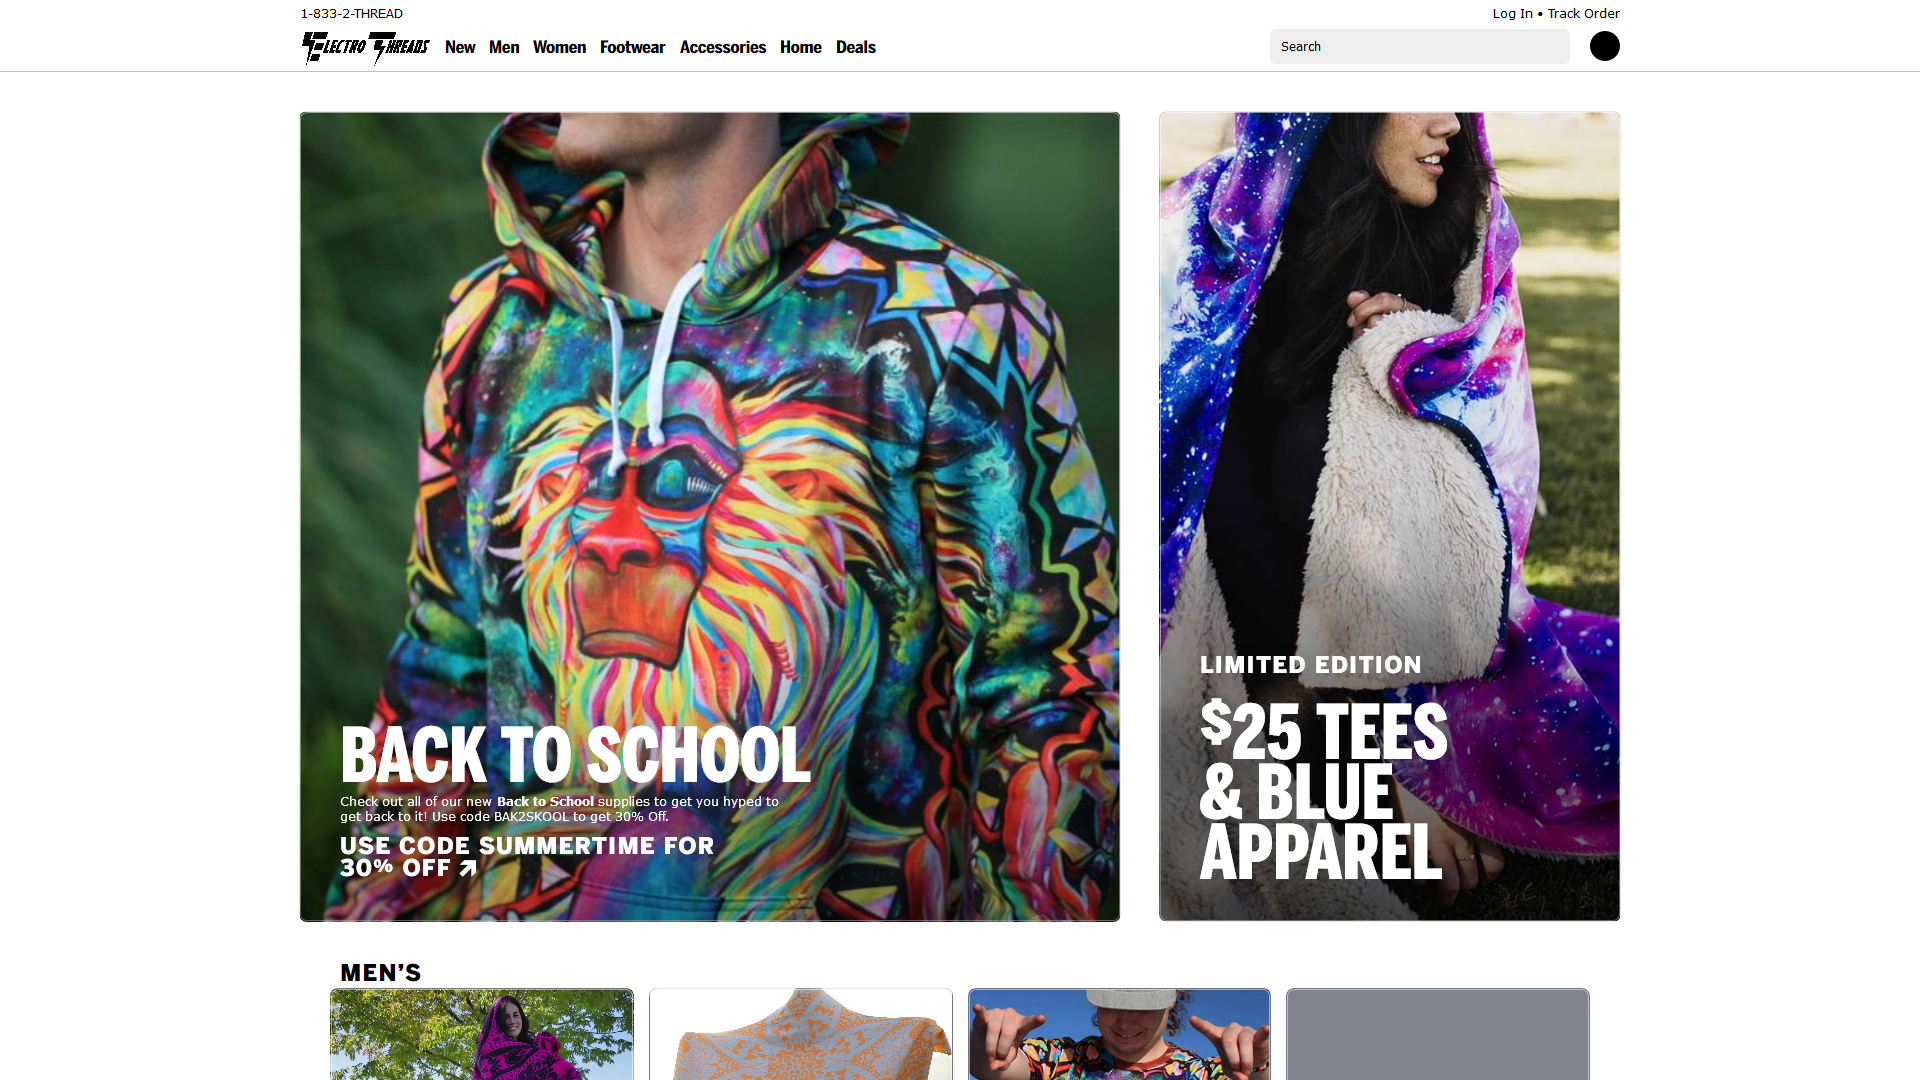 1-833-2-THREAD
Log In • Track Order
Electro Threads
New Men Women Footwear Accessories Home Deals
Search
BACK TO SCHOOL
Check out all of our new Back to School supplies to get you hyped to
get back to it! Use code BAK2SKOOL to get 30% Off.
USE CODE SUMMERTIME FOR
30% OFF ↗
LIMITED EDITION
$25 TEES
& BLUE
APPAREL
MEN’S